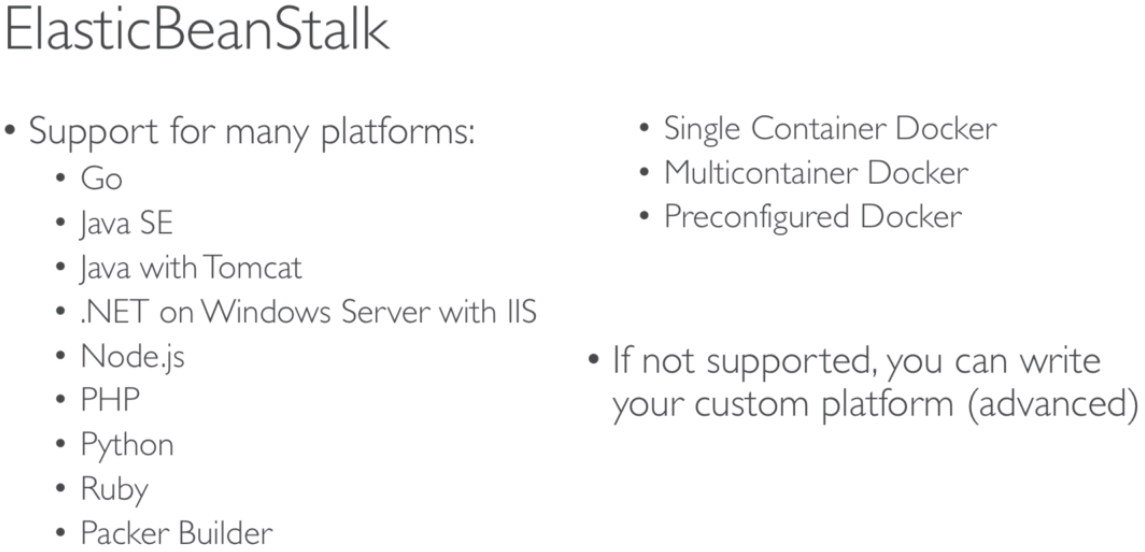 ElasticBeanStalk
• Support for many platforms:
• Go
• Java SE
• Java with Tomcat
• .NET on Windows Server with IIS
• Node.js
• PHP
• Python
• Ruby
• Packer Builder
• Single Container Docker
• Multicontainer Docker
• Preconfigured Docker
• If not supported, you can write
your custom platform (advanced)